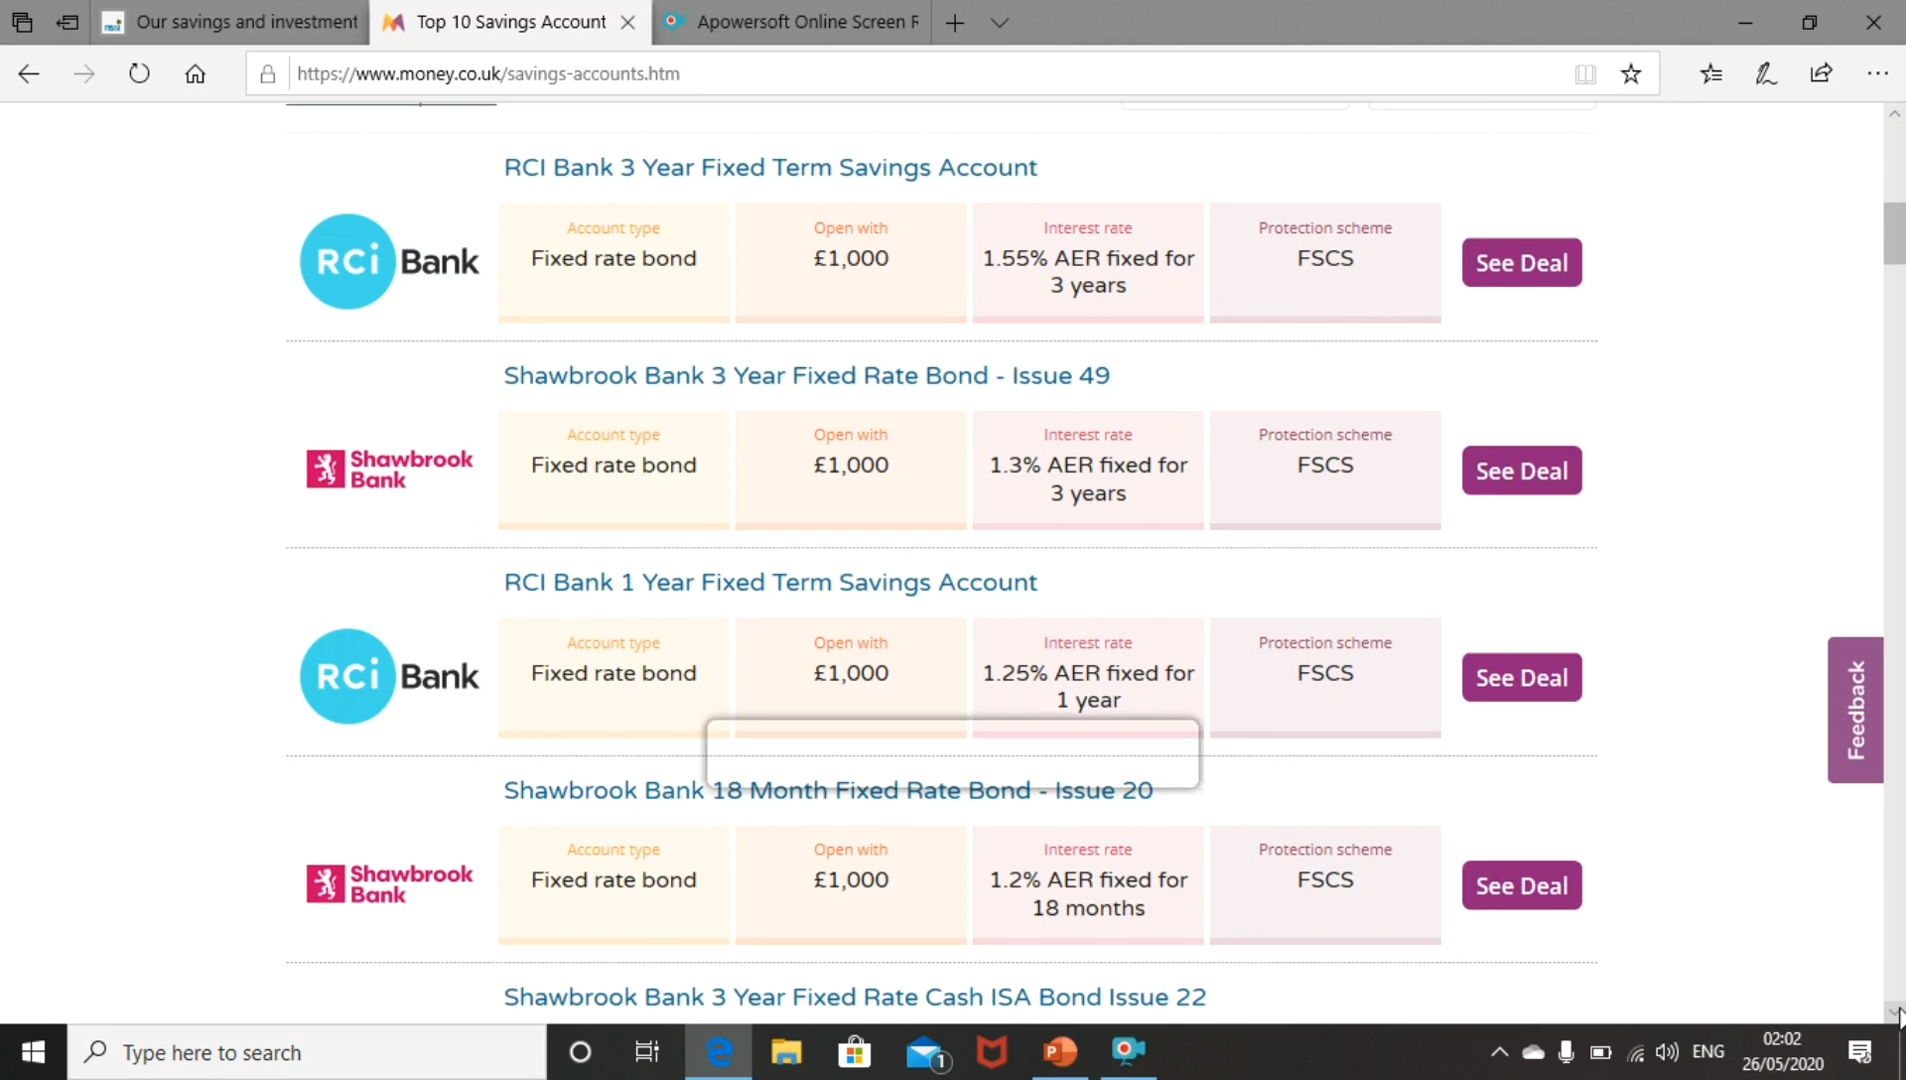 Our savings and investment
Top 10 Savings Account
Apowersoft Online Screen R
https://www.money.co.uk/savings-accounts.htm
RCI Bank 3 Year Fixed Term Savings Account
RCi Bank
Account type
Fixed rate bond
Open with
£1,000
Interest rate
1.55% AER fixed for
3 years
Protection scheme
FSCS
See Deal
Shawbrook Bank 3 Year Fixed Rate Bond - Issue 49
Shawbrook
Bank
Account type
Fixed rate bond
Open with
£1,000
Interest rate
1.3% AER fixed for
3 years
Protection scheme
FSCS
See Deal
RCI Bank 1 Year Fixed Term Savings Account
RCi Bank
Account type
Fixed rate bond
Open with
£1,000
Interest rate
1.25% AER fixed for
1 year
Protection scheme
FSCS
See Deal
Feedback
Shawbrook Bank 18 Month Fixed Rate Bond - Issue 20
Shawbrook
Bank
Account type
Fixed rate bond
Open with
£1,000
Interest rate
1.2% AER fixed for
18 months
Protection scheme
FSCS
See Deal
Shawbrook Bank 3 Year Fixed Rate Cash ISA Bond Issue 22
Type here to search
1
ENG
02:02
26/05/2020